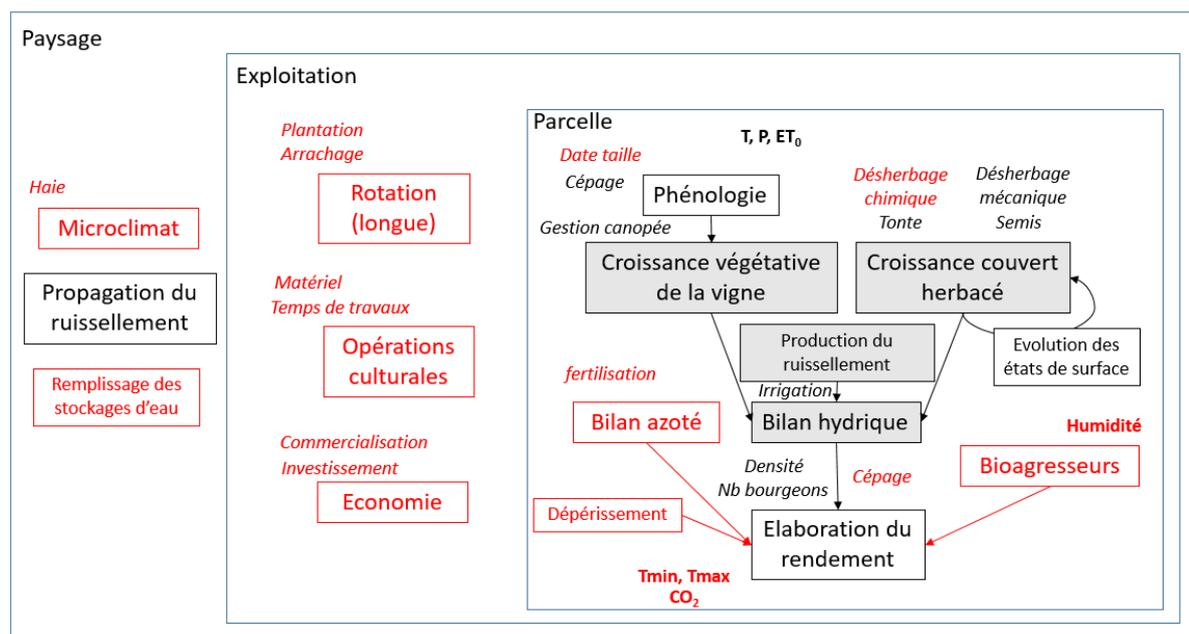 Paysage
Haie
Microclimat
Propagation du
ruissellement
Remplissage des
stockages d'eau
Exploitation
Plantation
Arrachage
Rotation
(longue)
Matériel
Temps de travaux
Opérations
culturales
Commercialisation
Investissement
Economie
Parcelle
T, P, ET₀
Date taille
Cépage
Phénologie
Gestion canopée
Croissance végétative
de la vigne
Désherbage
chimique
Tonte
Désherbage
mécanique
Semis
Croissance couvert
herbacé
Production du
ruissellement
Evolution des
états de surface
Irrigation
fertilisation
Bilan azoté
Bilan hydrique
Humidité
Bioagresseurs
Densité
Nb bourgeons
Cépage
Dépérissement
Elaboration du
rendement
Tmin, Tmax
CO₂